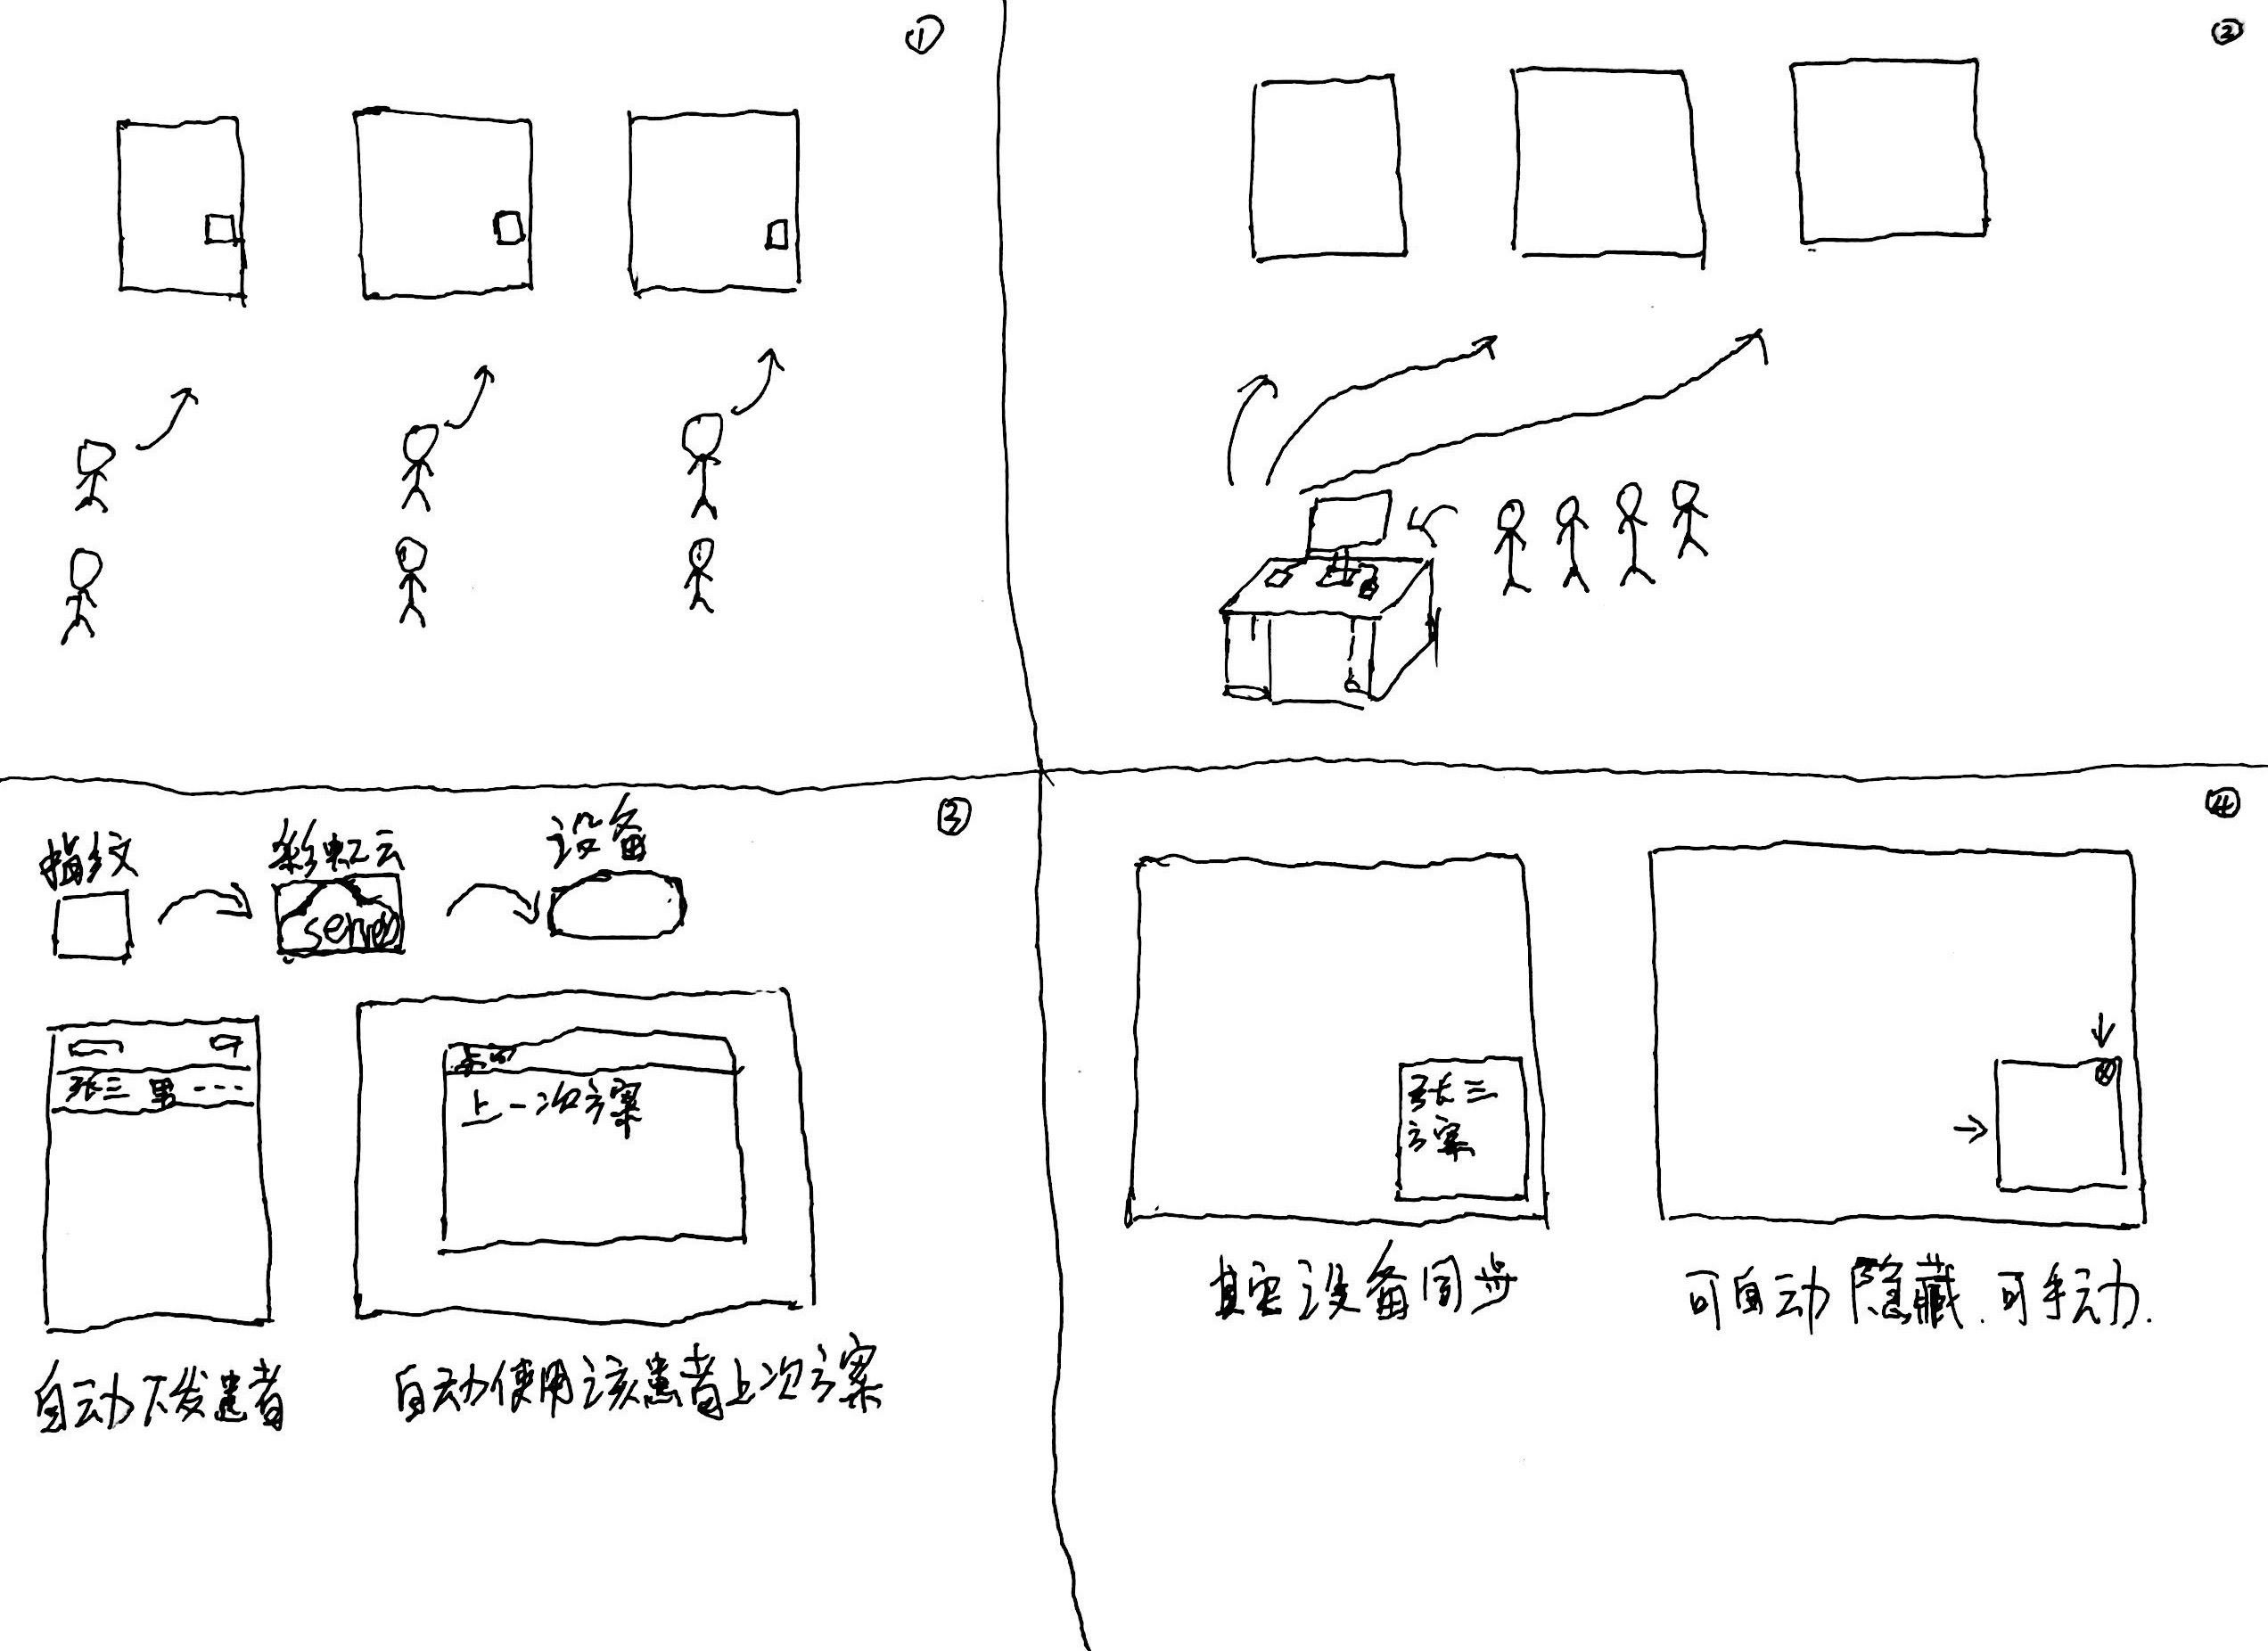 ①
②
③
指纹
彩虹云
设备
张三 男 ---
上一次方案
自动下发患者
自动使用该患者上次方案
④
张三
方案
其它设备同步
可自动隐藏.可手动.